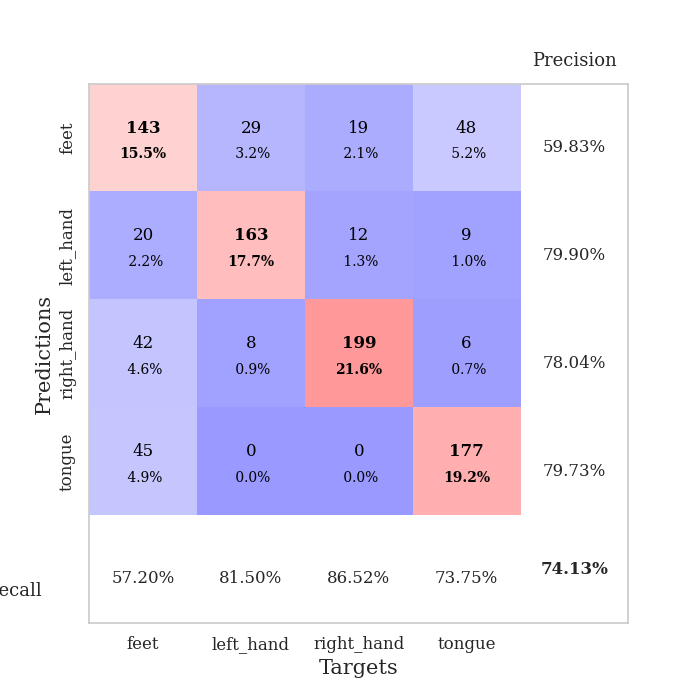 Precision
feet
143 29 19 48
15.5% 3.2% 2.1% 5.2%
59.83%
left_hand
20 163 12 9
2.2% 17.7% 1.3% 1.0%
79.90%
Predictions
right_hand
42 8 199 6
4.6% 0.9% 21.6% 0.7%
78.04%
tongue
45 0 0 177
4.9% 0.0% 0.0% 19.2%
79.73%
ecall
57.20% 81.50% 86.52% 73.75% 74.13%
feet left_hand right_hand tongue
Targets